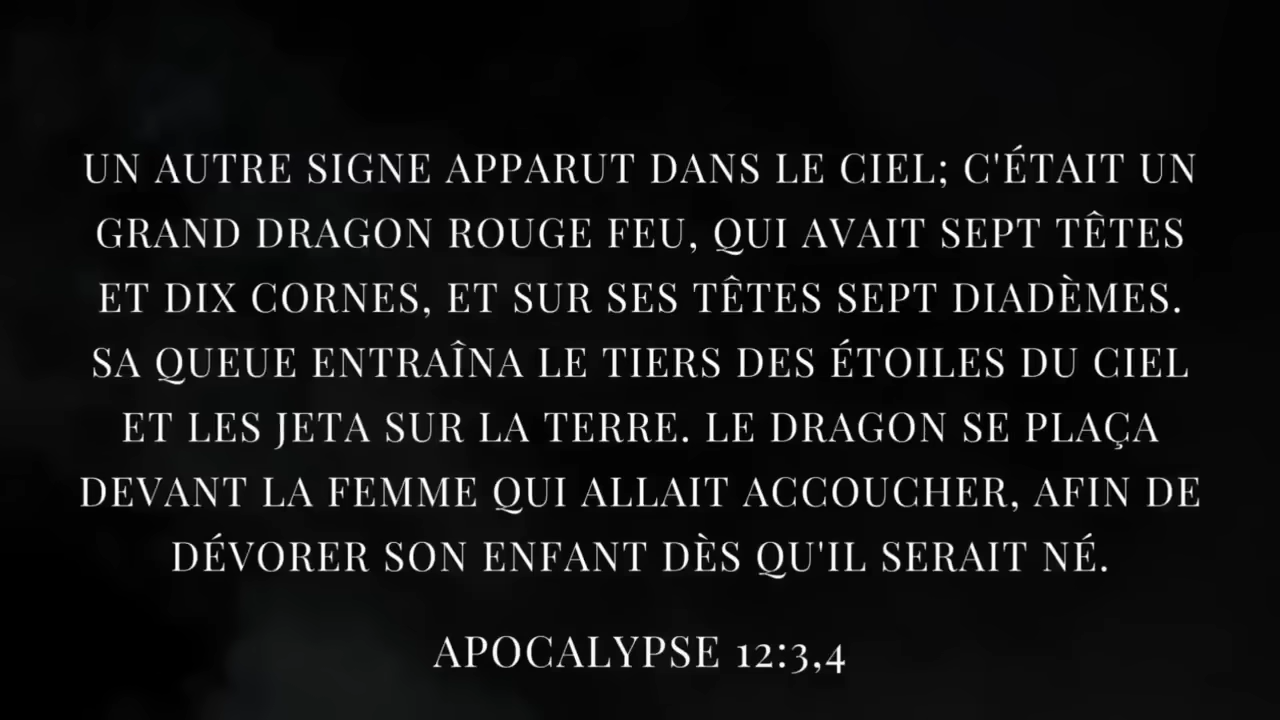 UN AUTRE SIGNE APPARUT DANS LE CIEL; C'ÉTAIT UN
GRAND DRAGON ROUGE FEU, QUI AVAIT SEPT TÊTES
ET DIX CORNES, ET SUR SES TÊTES SEPT DIADÈMES.
SA QUEUE ENTRAÎNA LE TIERS DES ÉTOILES DU CIEL
ET LES JETA SUR LA TERRE. LE DRAGON SE PLAÇA
DEVANT LA FEMME QUI ALLAIT ACCOUCHER, AFIN DE
DÉVORER SON ENFANT DÈS QU'IL SERAIT NÉ.
APOCALYPSE 12:3,4